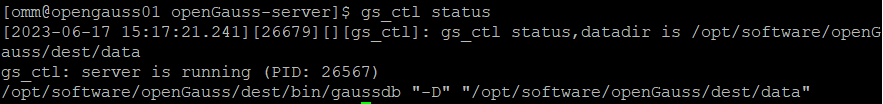 [omm@opengauss01 openGauss-server]$ gs_ctl status
[2023-06-17 15:17:21.241][26679][][gs_ctl]: gs_ctl status,datadir is /opt/software/openG
auss/dest/data
gs_ctl: server is running (PID: 26567)
/opt/software/openGauss/dest/bin/gaussdb "-D" "/opt/software/openGauss/dest/data"